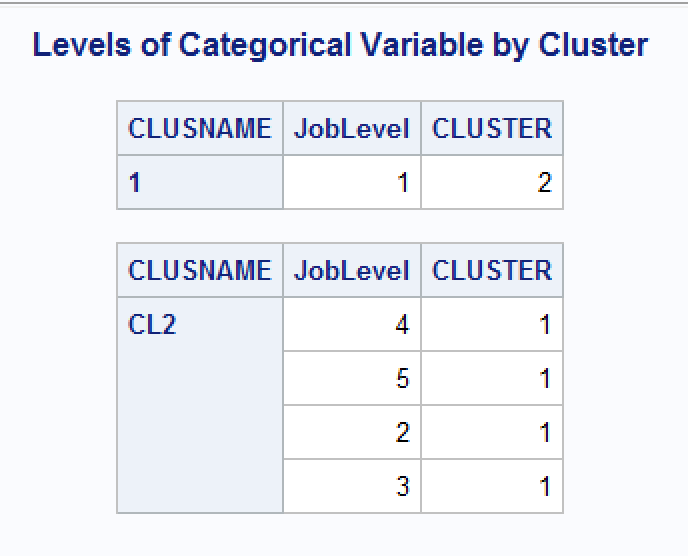 Levels of Categorical Variable by Cluster
CLUSNAME JobLevel CLUSTER
1 1 2
CLUSNAME JobLevel CLUSTER
CL2 4 1
5 1
2 1
3 1